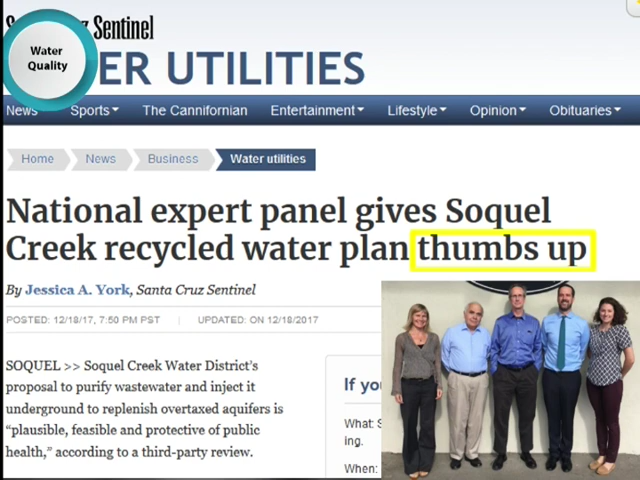 Sentinel
Water
Quality
ER UTILITIES
News
Sports
The Cannifornian
Entertainment
Lifestyle
Opinion
Obituaries
Home
News
Business
Water utilities
National expert panel gives Soquel
Creek recycled water plan thumbs up
By Jessica A. York, Santa Cruz Sentinel
POSTED: 12/18/17, 7:50 PM PST | UPDATED: ON 12/18/2017
SOQUEL >> Soquel Creek Water District's
proposal to purify wastewater and inject it
underground to replenish overtaxed aquifers is
"plausible, feasible and protective of public
health," according to a third-party review.
If you
What: S
ing.
When: